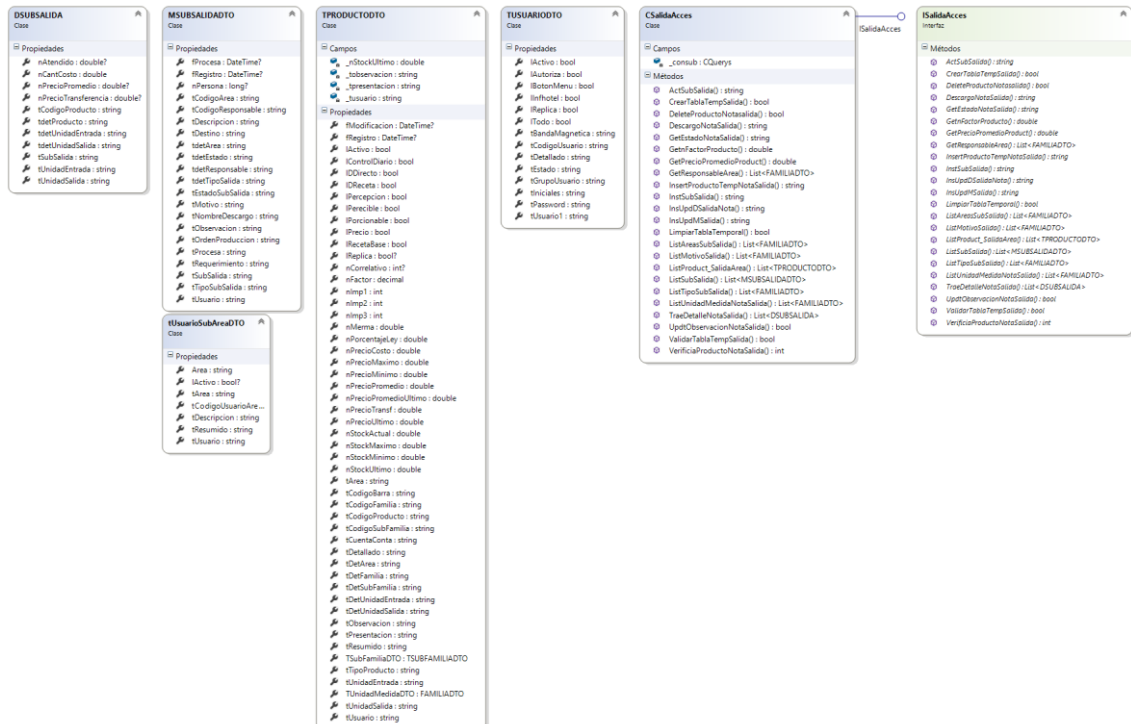 DSUBSALIDA
Clase
Propiedades
nAtendido : double?
nCantCosto : double
nPrecioPromedio : double?
nPrecioTransferencia : double?
tCodigoProducto : string
tdetProducto : string
tdetUnidadEntrada : string
tdetUnidadSalida : string
tSubSalida : string
tUnidadEntrada : string
tUnidadSalida : string
MSUBSALIDADTO
Clase
Propiedades
fProcesa : DateTime?
fRegistro : DateTime?
nPersona : long?
tCodigoArea : string
tCodigoResponsable : string
tDescripcion : string
tDestino : string
tdetArea : string
tdetEstado : string
tdetResponsable : string
tdetTipoSalida : string
tEstadoSubSalida : string
tMotivo : string
tNombreDescargo : string
tObservacion : string
tOrdenProduccion : string
tProcesa : string
tRequerimiento : string
tSubSalida : string
tTipoSubSalida : string
tUsuario : string
tUsuarioSubAreaDTO
Clase
Propiedades
Area : string
lActivo : bool?
tArea : string
tCodigoUsuarioAre...
tDescripcion : string
tResumido : string
tUsuario : string
TPRODUCTODTO
Clase
Campos
_nStockUltimo : double
_tobservacion : string
_tpresentacion : string
_tusuario : string
Propiedades
fModificacion : DateTime?
fRegistro : DateTime?
lActivo : bool
lControlDiario : bool
lDDirecto : bool
lDReceta : bool
lPercepcion : bool
lPerecible : bool
lPorcionable : bool
lPrecio : bool
lRecetaBase : bool
lReplica : bool?
nCorrelativo : int?
nFactor : decimal
nImp1 : int
nImp2 : int
nImp3 : int
nMerma : double
nPorcentajeLey : double
nPrecioCosto : double
nPrecioMaximo : double
nPrecioMinimo : double
nPrecioPromedio : double
nPrecioPromedioUltimo : double
nPrecioTransf : double
nPrecioUltimo : double
nStockActual : double
nStockMaximo : double
nStockMinimo : double
nStockUltimo : double
tArea : string
tCodigoBarra : string
tCodigoFamilia : string
tCodigoProducto : string
tCodigoSubFamilia : string
tCuentaConta : string
tDetallado : string
tDetArea : string
tDetFamilia : string
tDetSubFamilia : string
tDetUnidadEntrada : string
tDetUnidadSalida : string
tObservacion : string
tPresentacion : string
tResumido : string
TSubFamiliaDTO : TSUBFAMILIADTO
tTipoProducto : string
tUnidadEntrada : string
TUnidadMedidaDTO : FAMILIADTO
tUnidadSalida : string
tUsuario : string
TUSUARIODTO
Clase
Propiedades
lActivo : bool
lAutoriza : bool
lBotonMenu : bool
lInfhotel : bool
lReplica : bool
lTodo : bool
tBandaMagnetica : string
tCodigoUsuario : string
tDetallado : string
tEstado : string
tGrupoUsuario : string
tIniciales : string
tPassword : string
tUsuario1 : string
CSalidaAcces
Clase
Campos
_consub : CQuerys
Métodos
ActSubSalida() : string
CrearTablaTempSalida() : bool
DeleteProductoNotasalida() : bool
DescargoNotaSalida() : string
GetEstadoNotaSalida() : string
GetnFactorProducto() : double
GetPrecioPromedioProduct() : double
GetResponsableArea() : List<FAMILIADTO>
InsertProductoTempNotaSalida() : string
InstSubSalida() : string
InsUpdDSalidaNota() : string
InsUpdMSalida() : string
LimpiarTablaTemporal() : bool
ListAreasSubSalida() : List<FAMILIADTO>
ListMotivoSalida() : List<FAMILIADTO>
ListProduct_SalidaArea() : List<TPRODUCTODTO>
ListSubSalida() : List<MSUBSALIDADTO>
ListTipoSubSalida() : List<FAMILIADTO>
ListUnidadMedidaNotaSalida() : List<FAMILIADTO>
TraeDetalleNotaSalida() : List<DSUBSALIDA>
UpdtObservacionNotaSalida() : bool
ValidarTablaTempSalida() : bool
VerificiaProductoNotaSalida() : int
ISalidaAcces
ISalidaAcces
Interfaz
Métodos
ActSubSalida() : string
CrearTablaTempSalida() : bool
DeleteProductoNotasalida() : bool
DescargoNotaSalida() : string
GetEstadoNotaSalida() : string
GetnFactorProducto() : double
GetPrecioPromedioProduct() : double
GetResponsableArea() : List<FAMILIADTO>
InsertProductoTempNotaSalida() : string
InstSubSalida() : string
InsUpdDSalidaNota() : string
InsUpdMSalida() : string
LimpiarTablaTemporal() : bool
ListAreasSubSalida() : List<FAMILIADTO>
ListMotivoSalida() : List<FAMILIADTO>
ListProduct_SalidaArea() : List<TPRODUCTODTO>
ListSubSalida() : List<MSUBSALIDADTO>
ListTipoSubSalida() : List<FAMILIADTO>
ListUnidadMedidaNotaSalida() : List<FAMILIADTO>
TraeDetalleNotaSalida() : List<DSUBSALIDA>
UpdtObservacionNotaSalida() : bool
ValidarTablaTempSalida() : bool
VerificiaProductoNotaSalida() : int